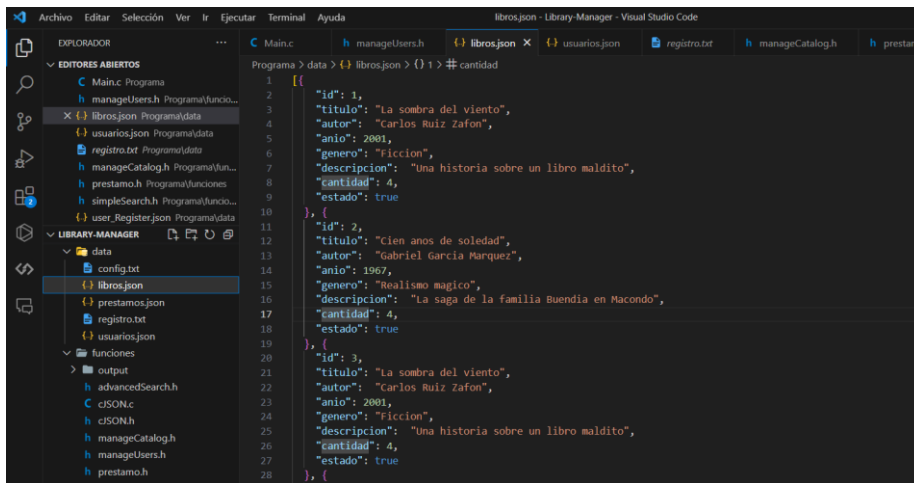 Archivo Editar Selección Ver Ir Ejecutar Terminal Ayuda
libros.json - Library-Manager - Visual Studio Code
EXPLORADOR ...
EDITORES ABIERTOS
C Main.c Programa
h manageUsers.h Programa\funcio...
X {..} libros.json Programa\data
{..} usuarios.json Programa\data
registro.txt Programa\data
h manageCatalog.h Programa\fun...
h prestamo.h Programa\funciones
h simpleSearch.h Programa\funcio...
{..} user_Register.json Programa\data
2
LIBRARY-MANAGER
data
config.txt
{..} libros.json
{..} prestamos.json
registro.txt
{..} usuarios.json
funciones
> output
h advancedSearch.h
C cJSON.c
h cJSON.h
h manageCatalog.h
h manageUsers.h
h prestamo.h
C Main.c h manageUsers.h {..} libros.json X {..} usuarios.json registro.txt h manageCatalog.h h prestar
Programa > data > {..} libros.json > {} 1 > # cantidad
1 [{
2 "id": 1,
3 "titulo": "La sombra del viento",
4 "autor": "Carlos Ruiz Zafon",
5 "anio": 2001,
6 "genero": "Ficcion",
7 "descripcion": "Una historia sobre un libro maldito",
8 "cantidad": 4,
9 "estado": true
10 }, {
11 "id": 2,
12 "titulo": "Cien anos de soledad",
13 "autor": "Gabriel Garcia Marquez",
14 "anio": 1967,
15 "genero": "Realismo magico",
16 "descripcion": "La saga de la familia Buendia en Macondo",
17 "cantidad": 4,
18 "estado": true
19 }, {
20 "id": 3,
21 "titulo": "La sombra del viento",
22 "autor": "Carlos Ruiz Zafon",
23 "anio": 2001,
24 "genero": "Ficcion",
25 "descripcion": "Una historia sobre un libro maldito",
26 "cantidad": 4,
27 "estado": true
28 }, {